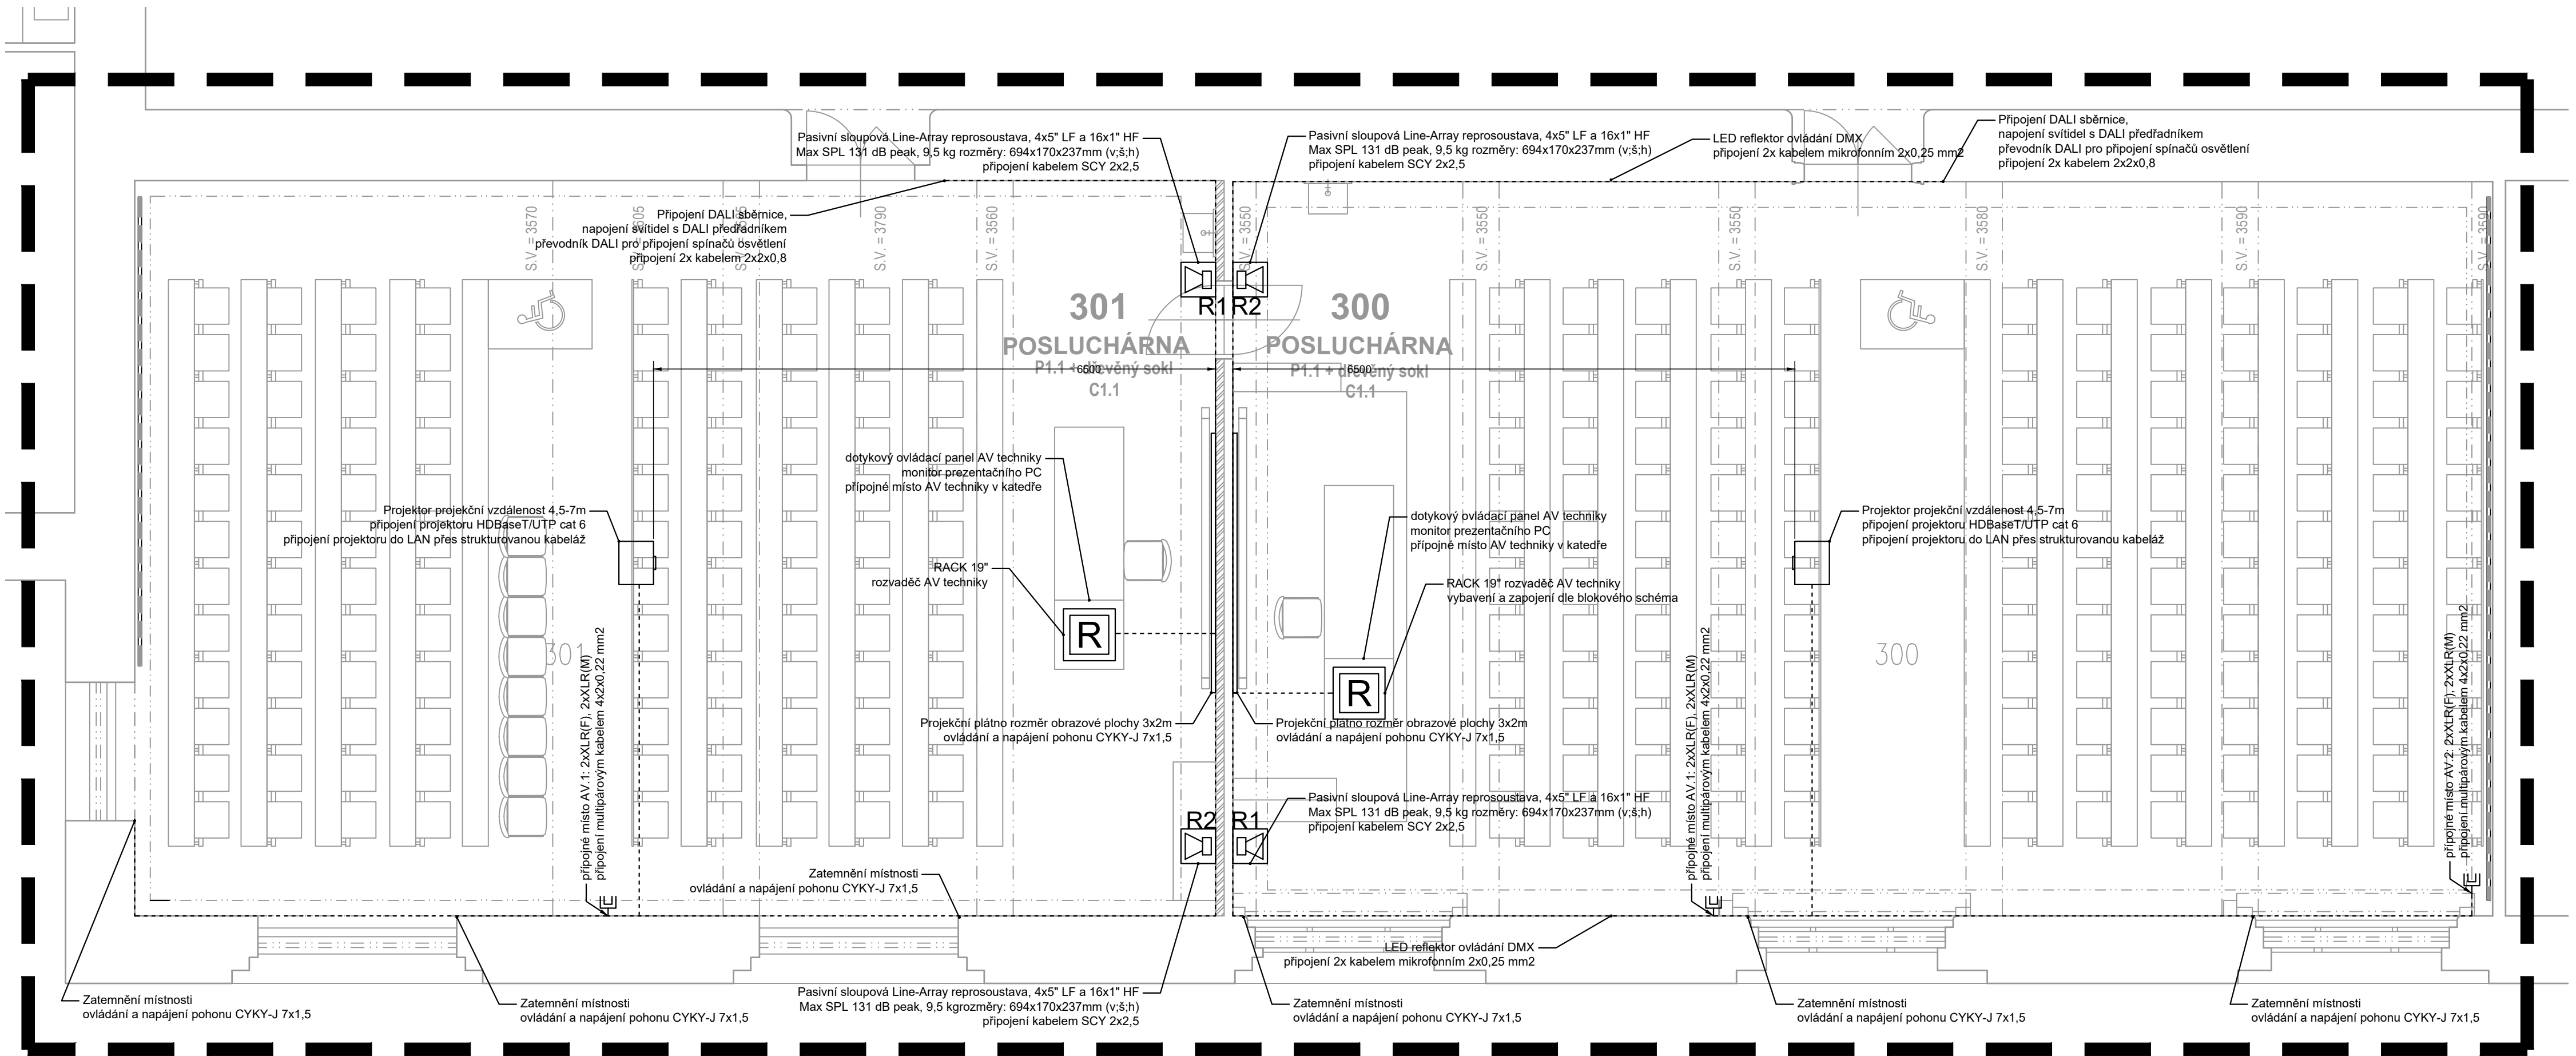 Pasivní sloupová Line-Array reprosoustava, 4x5" LF a 16x1" HF
Max SPL 131 dB peak, 9,5 kg rozměry: 694x170x237mm (v;š;h)
připojení kabelem SCY 2x2,5
Pasivní sloupová Line-Array reprosoustava, 4x5" LF a 16x1" HF
Max SPL 131 dB peak, 9,5 kg rozměry: 694x170x237mm (v;š;h)
připojení kabelem SCY 2x2,5
LED reflektor ovládání DMX
připojení 2x kabelem mikrofonním 2x0,25 mm2
Připojení DALI sběrnice,
napojení svítidel s DALI předřadníkem
převodník DALI pro připojení spínačů osvětlení
připojení 2x kabelem 2x2x0,8
Připojení DALI sběrnice,
napojení svítidel s DALI předřadníkem
převodník DALI pro připojení spínačů osvětlení
připojení 2x kabelem 2x2x0,8
S.V. = 3570
S.V. = 3790
S.V. = 3560
S.V. = 3550
S.V. = 3550
S.V. = 3550
S.V. = 3580
S.V. = 3590
S.V. = 3590
R1
R2
301
POSLUCHÁRNA
P1.1 + dřevěný sokl
C1.1
6500
300
POSLUCHÁRNA
P1.1 + dřevěný sokl
C1.1
6500
dotykový ovládací panel AV techniky
monitor prezentačního PC
přípojné místo AV techniky v katedře
Projektor projekční vzdálenost 4,5-7m
připojení projektoru HDBaseT/UTP cat 6
připojení projektoru do LAN přes strukturovanou kabeláž
dotykový ovládací panel AV techniky
monitor prezentačního PC
přípojné místo AV techniky v katedře
Projektor projekční vzdálenost 4,5-7m
připojení projektoru HDBaseT/UTP cat 6
připojení projektoru do LAN přes strukturovanou kabeláž
RACK 19"
rozvaděč AV techniky
RACK 19" rozvaděč AV techniky
vybavení a zapojení dle blokového schéma
R
R
301
300
přípojné místo AV.1: 2xXLR(F), 2xXLR(M)
připojení multipárovým kabelem 4x2x0,22 mm2
přípojné místo AV.1: 2xXLR(F), 2xXLR(M)
připojení multipárovým kabelem 4x2x0,22 mm2
přípojné místo AV.2: 2xXLR(F), 2xXLR(M)
připojení multipárovým kabelem 4x2x0,22 mm2
Projekční plátno rozměr obrazové plochy 3x2m
ovládání a napájení pohonu CYKY-J 7x1,5
Projekční plátno rozměr obrazové plochy 3x2m
ovládání a napájení pohonu CYKY-J 7x1,5
Pasivní sloupová Line-Array reprosoustava, 4x5" LF a 16x1" HF
Max SPL 131 dB peak, 9,5 kg rozměry: 694x170x237mm (v;š;h)
připojení kabelem SCY 2x2,5
R2
R1
Zatemnění místnosti
ovládání a napájení pohonu CYKY-J 7x1,5
LED reflektor ovládání DMX
připojení 2x kabelem mikrofonním 2x0,25 mm2
Pasivní sloupová Line-Array reprosoustava, 4x5" LF a 16x1" HF
Max SPL 131 dB peak, 9,5 kgrozměry: 694x170x237mm (v;š;h)
připojení kabelem SCY 2x2,5
Zatemnění místnosti
ovládání a napájení pohonu CYKY-J 7x1,5
Zatemnění místnosti
ovládání a napájení pohonu CYKY-J 7x1,5
Zatemnění místnosti
ovládání a napájení pohonu CYKY-J 7x1,5
Zatemnění místnosti
ovládání a napájení pohonu CYKY-J 7x1,5
Zatemnění místnosti
ovládání a napájení pohonu CYKY-J 7x1,5